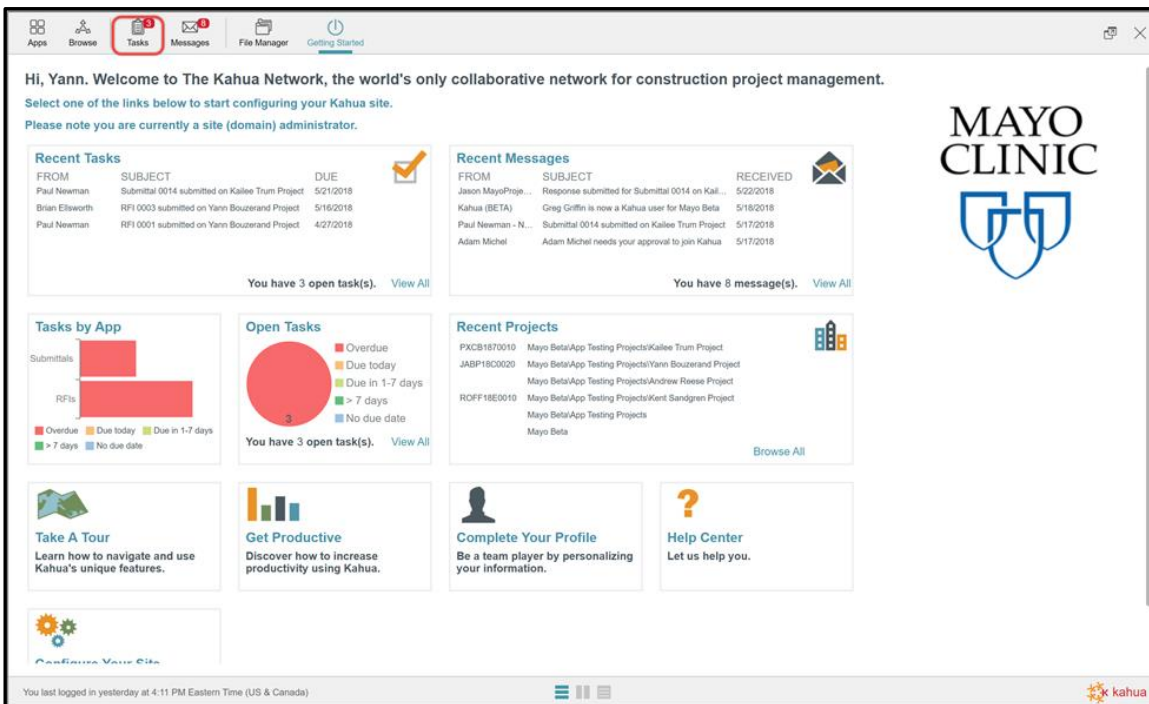 3
8
Apps Browse Tasks Messages File Manager Getting Started
Hi, Yann. Welcome to The Kahua Network, the world's only collaborative network for construction project management.
Select one of the links below to start configuring your Kahua site.
Please note you are currently a site (domain) administrator.
MAYO
CLINIC
Recent Tasks
FROM SUBJECT DUE
Paul Newman Submittal 0014 submitted on Kailee Trum Project 5/21/2018
Brian Ellsworth RFI 0003 submitted on Yann Bouzerand Project 5/16/2018
Paul Newman RFI 0001 submitted on Yann Bouzerand Project 4/27/2018
You have 3 open task(s). View All
Recent Messages
FROM SUBJECT RECEIVED
Jason MayoProje... Response submitted for Submittal 0014 on Kail... 5/22/2018
Kahua (BETA) Greg Griffin is now a Kahua user for Mayo Beta 5/18/2018
Paul Newman - N... Submittal 0014 submitted on Kailee Trum Project 5/17/2018
Adam Michel Adam Michel needs your approval to join Kahua 5/17/2018
You have 8 message(s). View All
Tasks by App
Submittals
RFIs
Overdue Due today Due in 1-7 days
> 7 days No due date
Open Tasks
Overdue
Due today
Due in 1-7 days
> 7 days
No due date
3
You have 3 open task(s). View All
Recent Projects
PXCB1870010 Mayo Beta\App Testing Projects\Kailee Trum Project
JABP18C0020 Mayo Beta\App Testing Projects\Yann Bouzerand Project
Mayo Beta\App Testing Projects\Andrew Reese Project
ROFF18E0010 Mayo Beta\App Testing Projects\Kent Sandgren Project
Mayo Beta\App Testing Projects
Mayo Beta
Browse All
Take A Tour
Learn how to navigate and use
Kahua's unique features.
Get Productive
Discover how to increase
productivity using Kahua.
Complete Your Profile
Be a team player by personalizing
your information.
Help Center
Let us help you.
Configure Your Site
You last logged in yesterday at 4:11 PM Eastern Time (US & Canada)
kahua